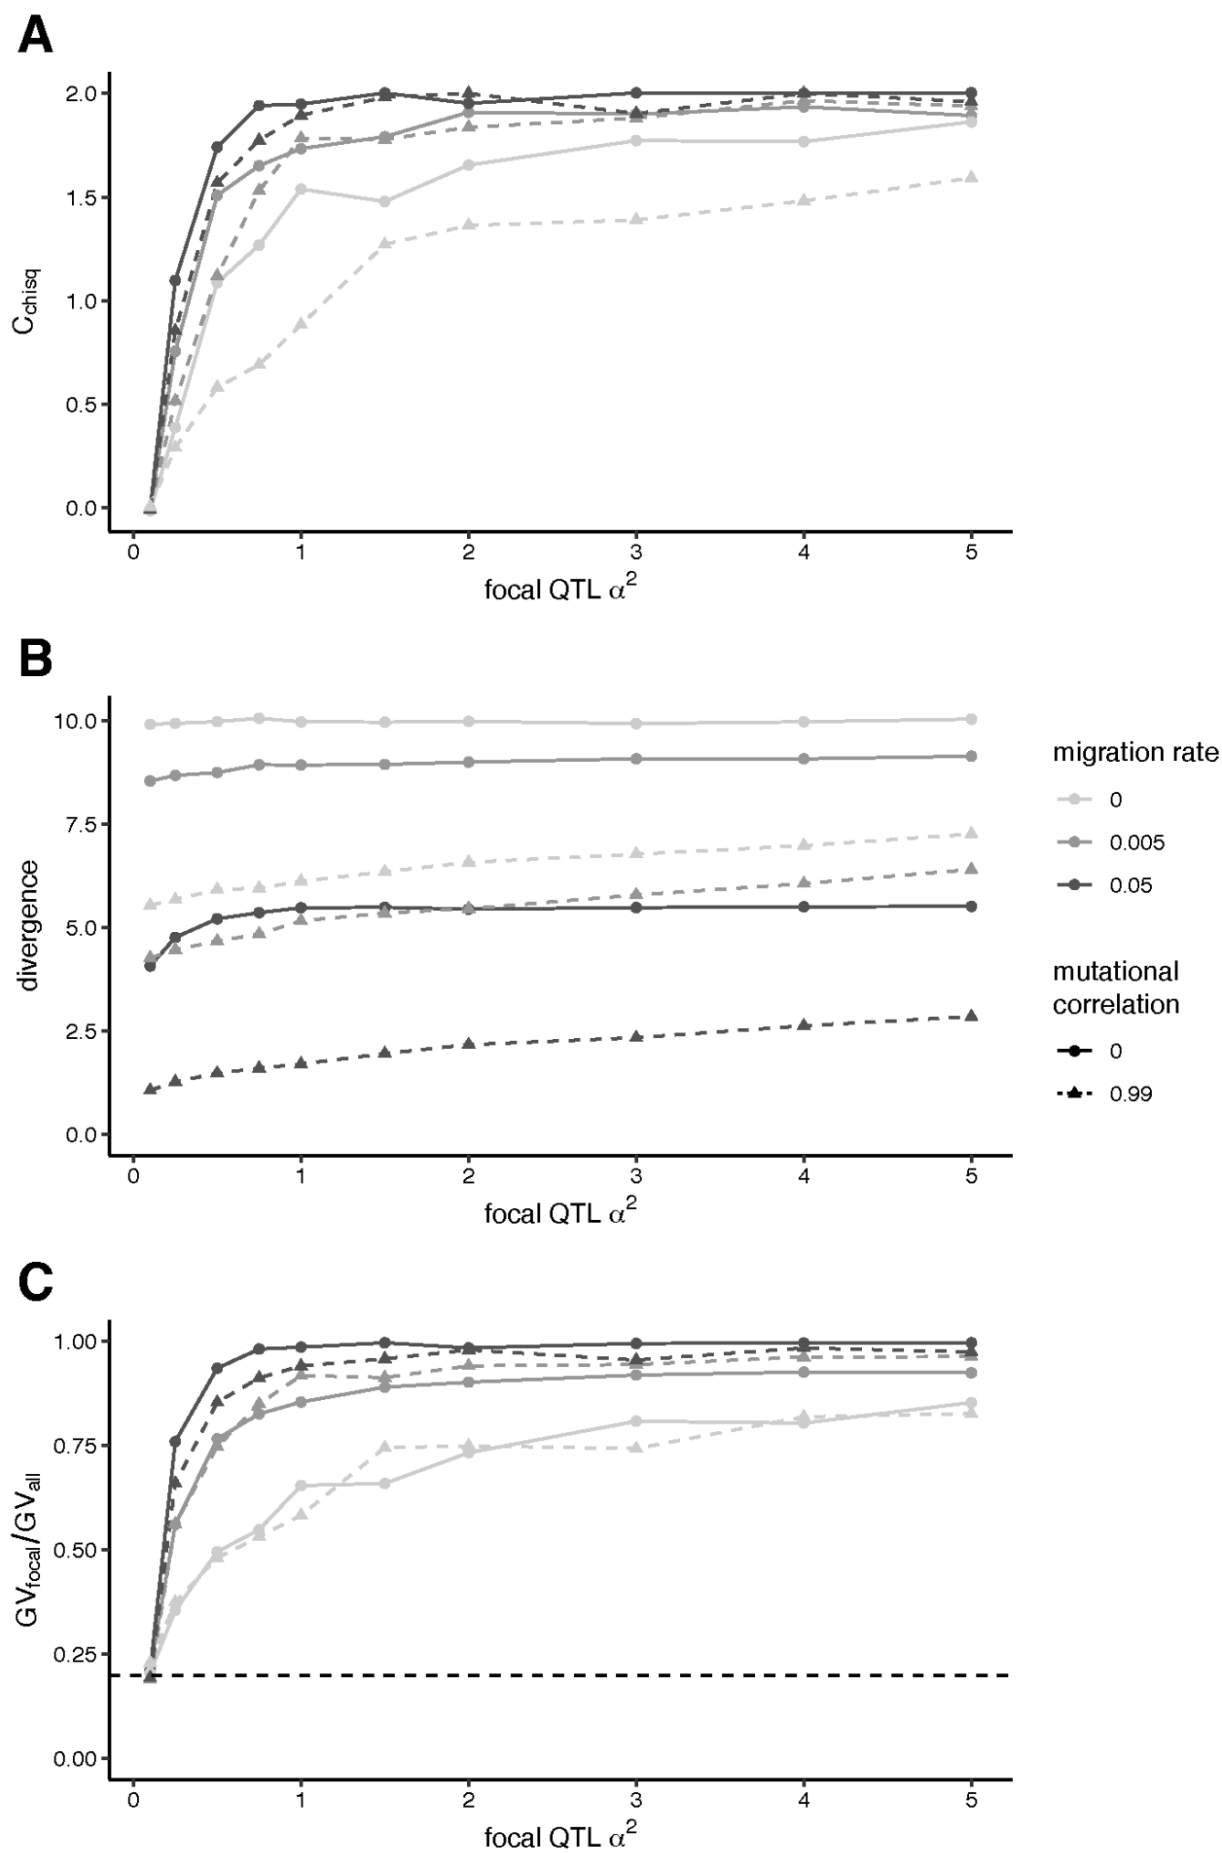 A
2.0
1.5
1.0
0.5
0.0
C_chisq
0 1 2 3 4 5
focal QTL α²
B
10.0
7.5
5.0
2.5
0.0
divergence
0 1 2 3 4 5
focal QTL α²
migration rate
0
0.005
0.05
mutational
correlation
0
0.99
C
1.00
0.75
0.50
0.25
0.00
GV_focal/GV_all
0 1 2 3 4 5
focal QTL α²